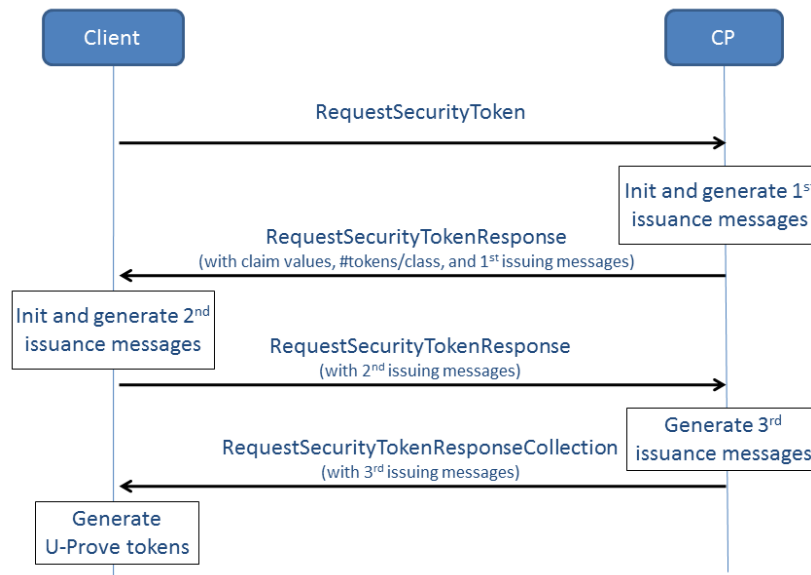 Client
CP
RequestSecurityToken
Init and generate 1st
issuance messages
RequestSecurityTokenResponse
(with claim values, #tokens/class, and 1st issuing messages)
Init and generate 2nd
issuance messages
RequestSecurityTokenResponse
(with 2nd issuing messages)
Generate 3rd
issuance messages
RequestSecurityTokenResponseCollection
(with 3rd issuing messages)
Generate
U-Prove tokens